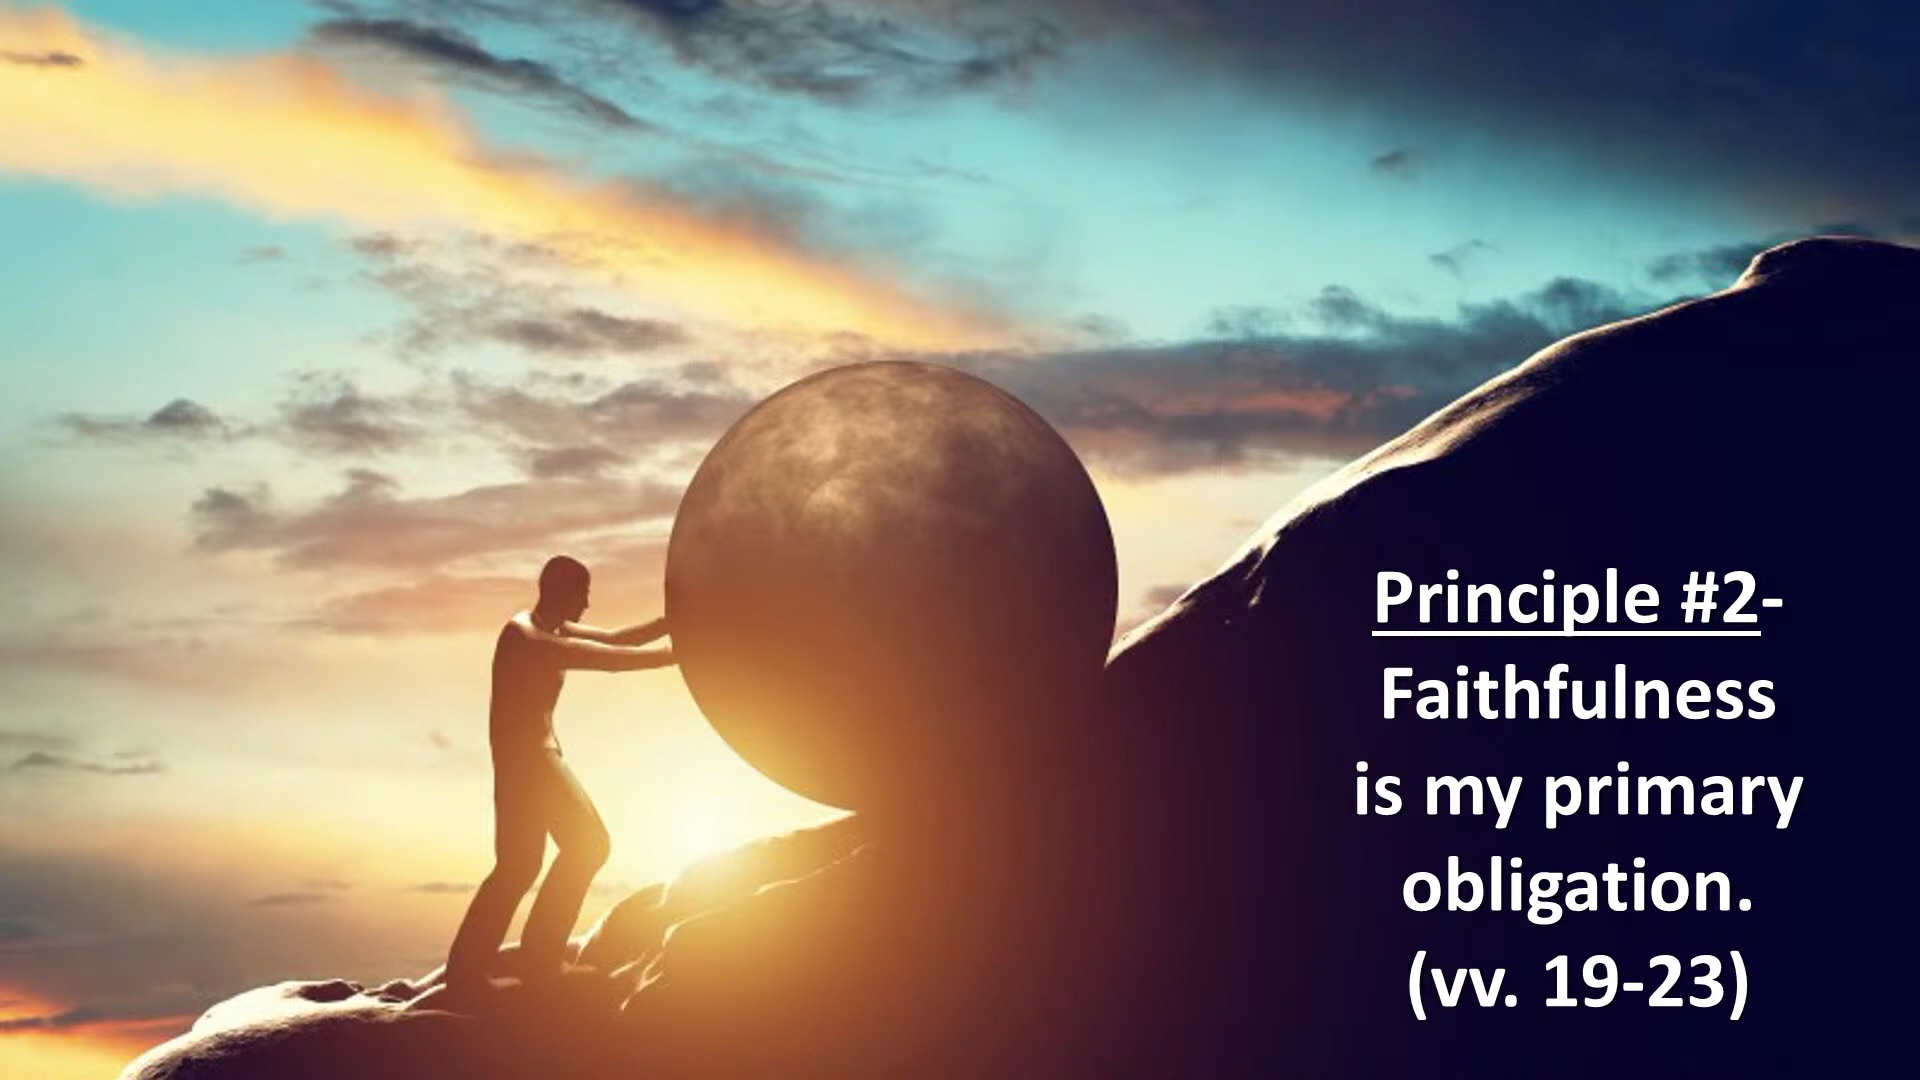 Principle #2-
Faithfulness
is my primary
obligation.
(vv. 19-23)